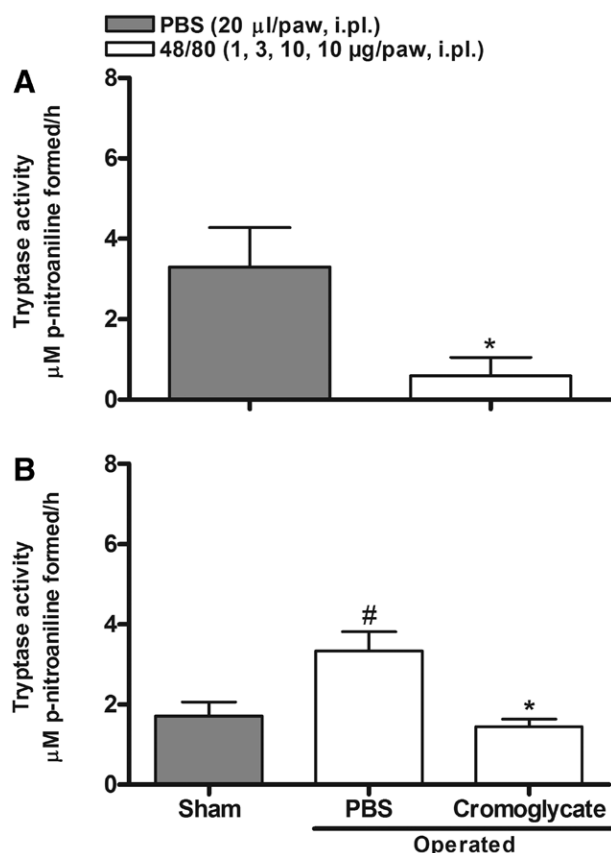 PBS (20 μl/paw, i.pl.)
48/80 (1, 3, 10, 10 μg/paw, i.pl.)
A
Tryptase activity
μM p-nitroaniline formed/h
8
6
4
2
0
*
B
Tryptase activity
μM p-nitroaniline formed/h
8
6
4
2
0
#
*
Sham PBS Cromoglycate
Operated